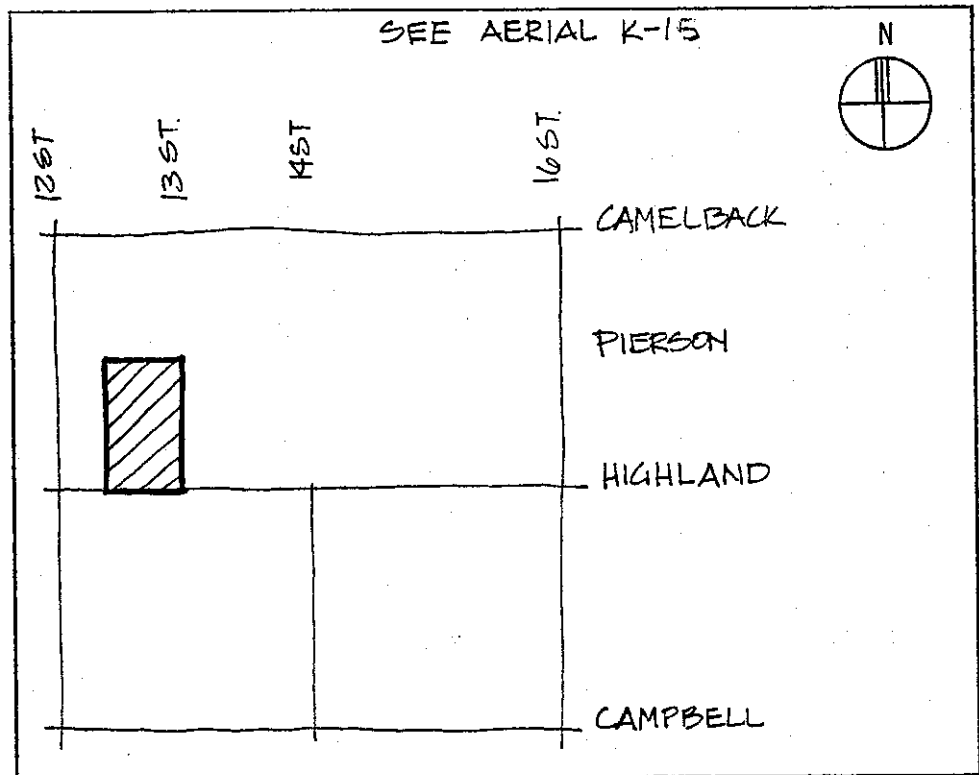 SEE AERIAL K-15
N
12 ST
13 ST.
14 ST
16 ST.
CAMELBACK
PIERSON
HIGHLAND
CAMPBELL